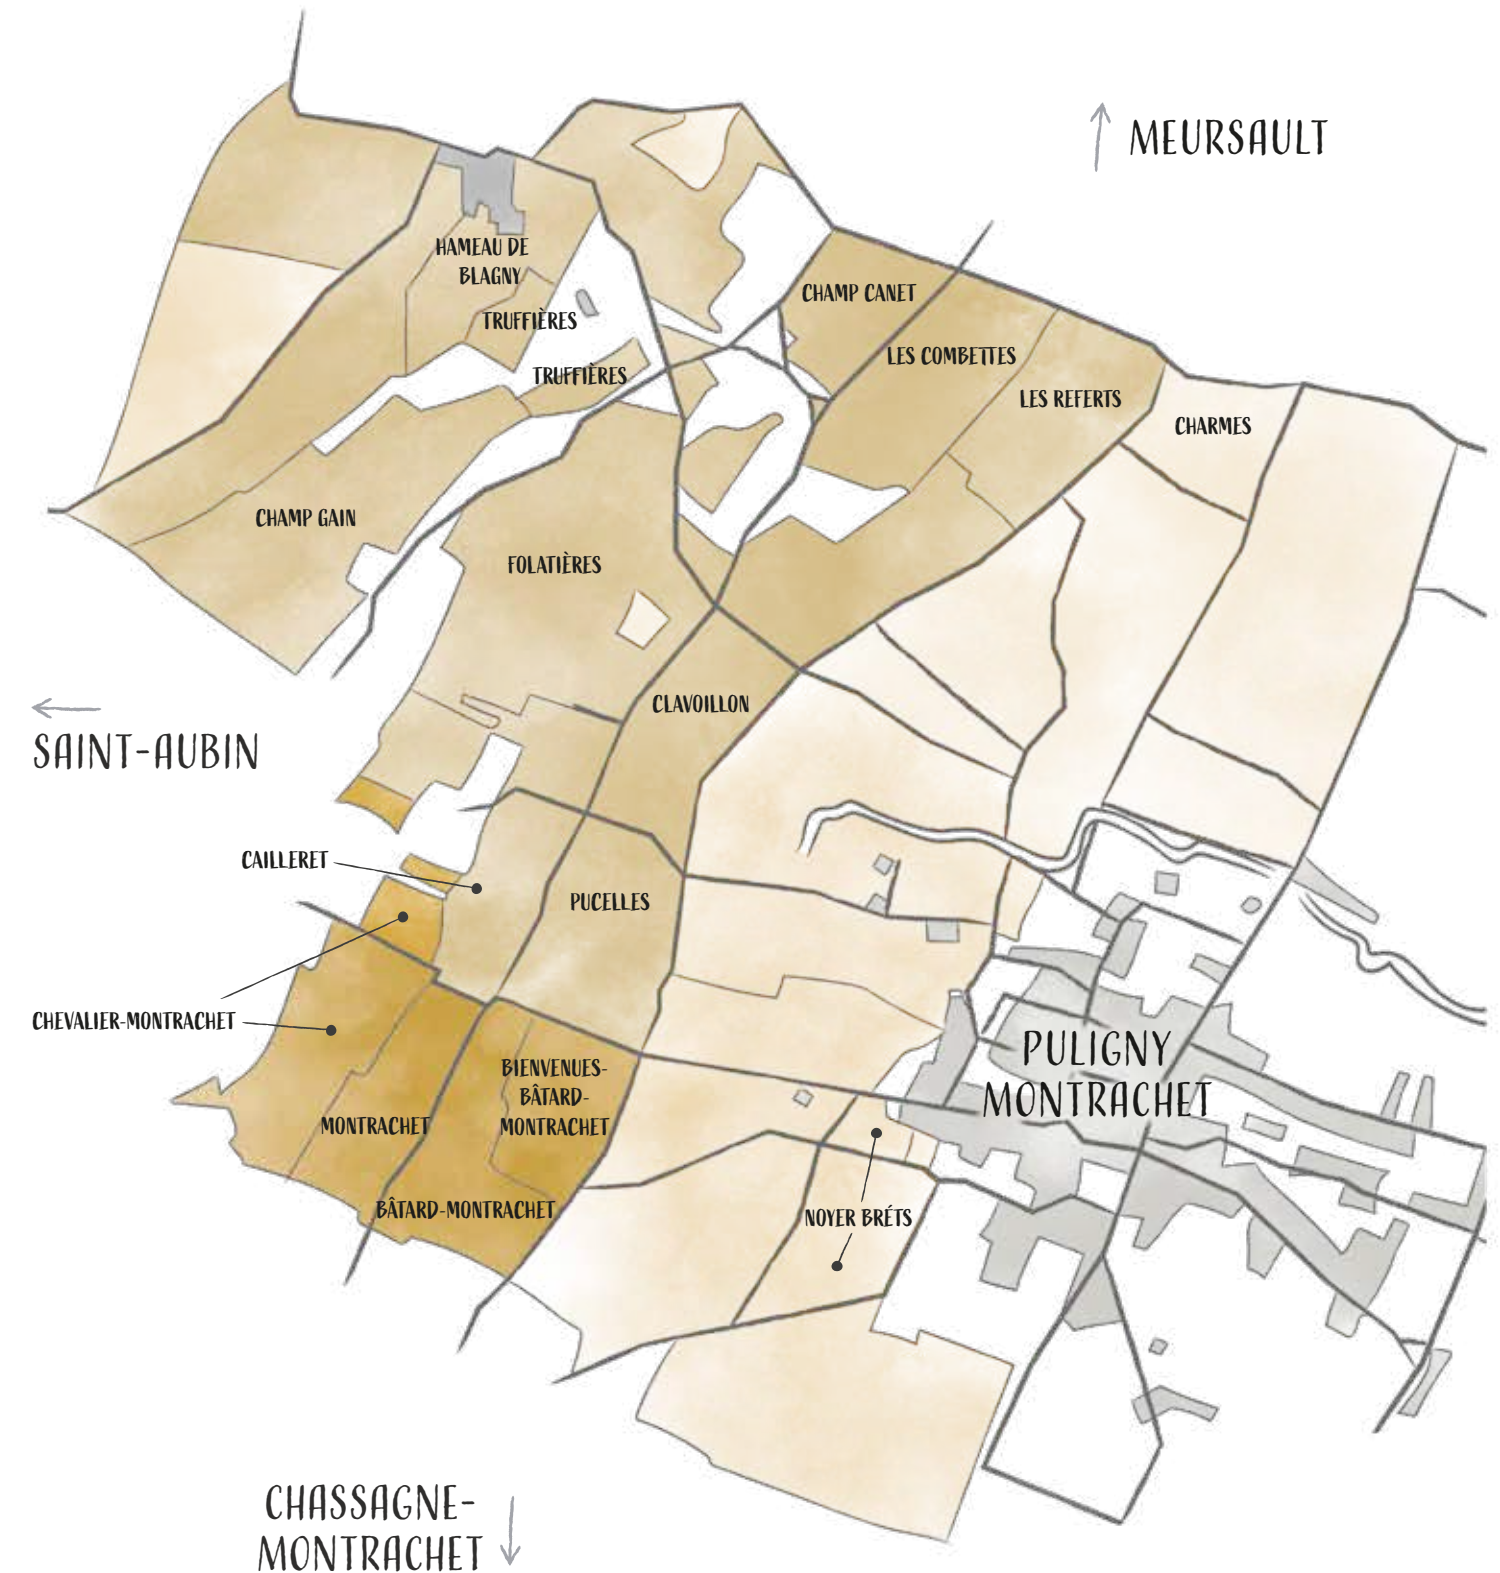 MEURSAULT
HAMEAU DE
BLAGNY
TRUFFIÈRES
CHAMP CANET
LES COMBETTES
TRUFFIÈRES
LES REFERTS
CHARMES
CHAMP GAIN
FOLATIÈRES
CLAVOILLON
SAINT-AUBIN
CAILLERET
PUCELLES
CHEVALIER-MONTRACHET
PULIGNY
MONTRACHET
BIENVENUES-
BÂTARD-
MONTRACHET
MONTRACHET
BÂTARD-MONTRACHET
NOYER BRÉTS
CHASSAGNE-
MONTRACHET